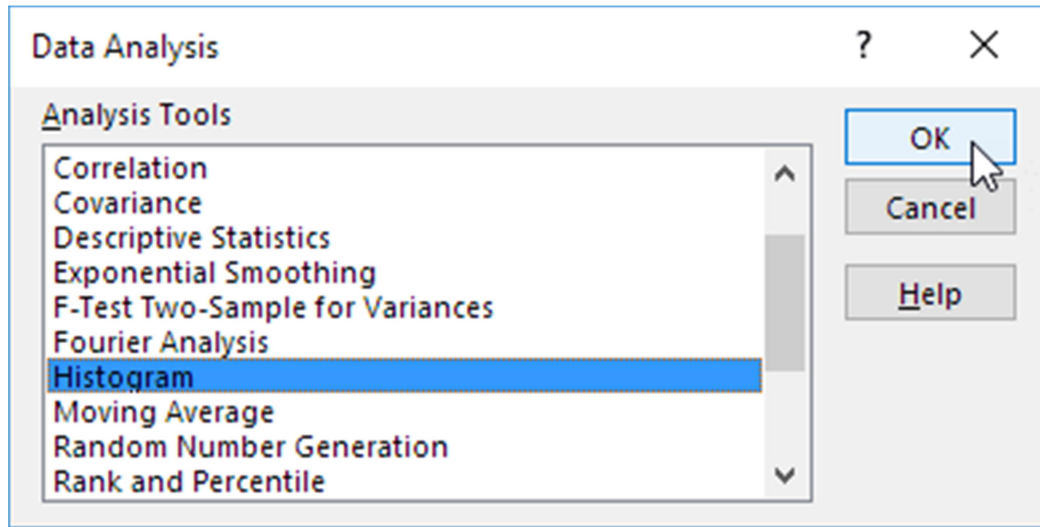 Data Analysis
?
Analysis Tools
Correlation
Covariance
Descriptive Statistics
Exponential Smoothing
F-Test Two-Sample for Variances
Fourier Analysis
Histogram
Moving Average
Random Number Generation
Rank and Percentile
OK
Cancel
Help